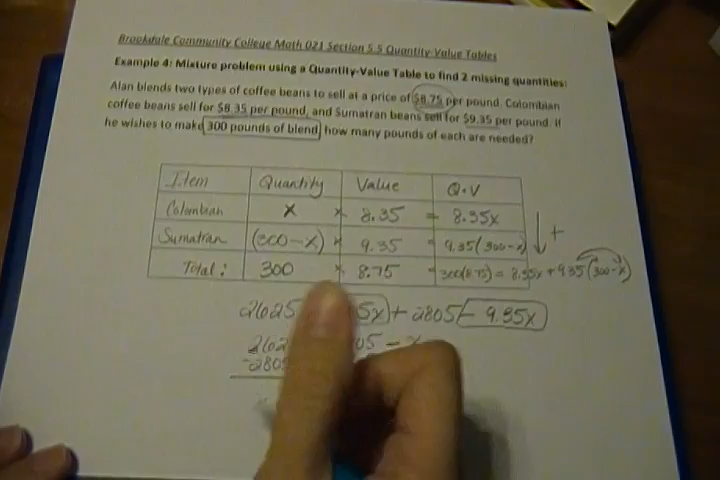 Brookdale Community College Math 021 Section 5.5 Quantity-Value Tables
Example 4: Mixture problem using a Quantity-Value Table to find 2 missing quantities:
Alan blends two types of coffee beans to sell at a price of $8.75 per pound. Colombian
coffee beans sell for $8.35 per pound, and Sumatran beans sell for $9.35 per pound. If
he wishes to make 300 pounds of blend, how many pounds of each are needed?
Item Quantity Value Q·V
Colombian x × 8.35 = 8.35x
Sumatran (300-x) × 9.35 = 9.35(300-x) +
Total: 300 × 8.75 = 300(8.75) = 8.35x + 9.35(300-x)
2625 5x + 2805 - 9.35x
262 05 - x
-280